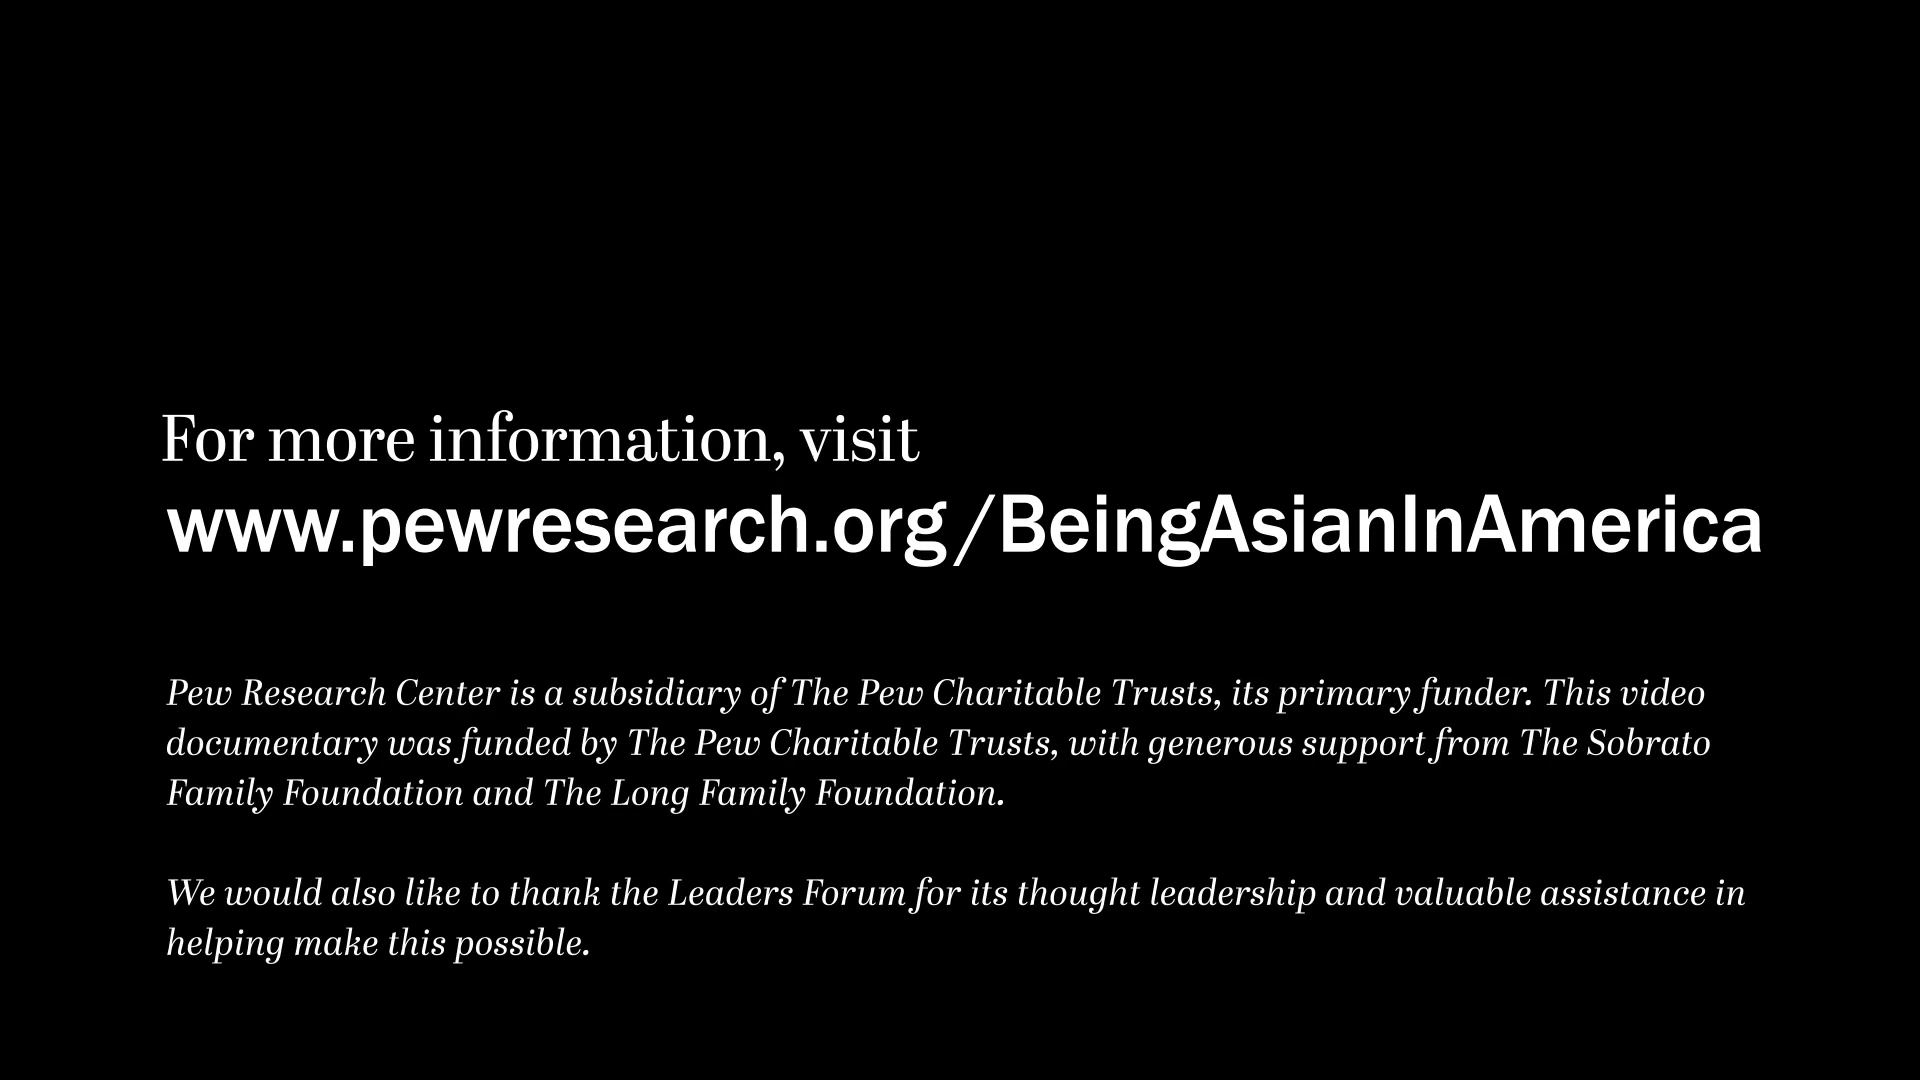 For more information, visit
www.pewresearch.org/BeingAsianInAmerica
Pew Research Center is a subsidiary of The Pew Charitable Trusts, its primary funder. This video
documentary was funded by The Pew Charitable Trusts, with generous support from The Sobrato
Family Foundation and The Long Family Foundation.
We would also like to thank the Leaders Forum for its thought leadership and valuable assistance in
helping make this possible.